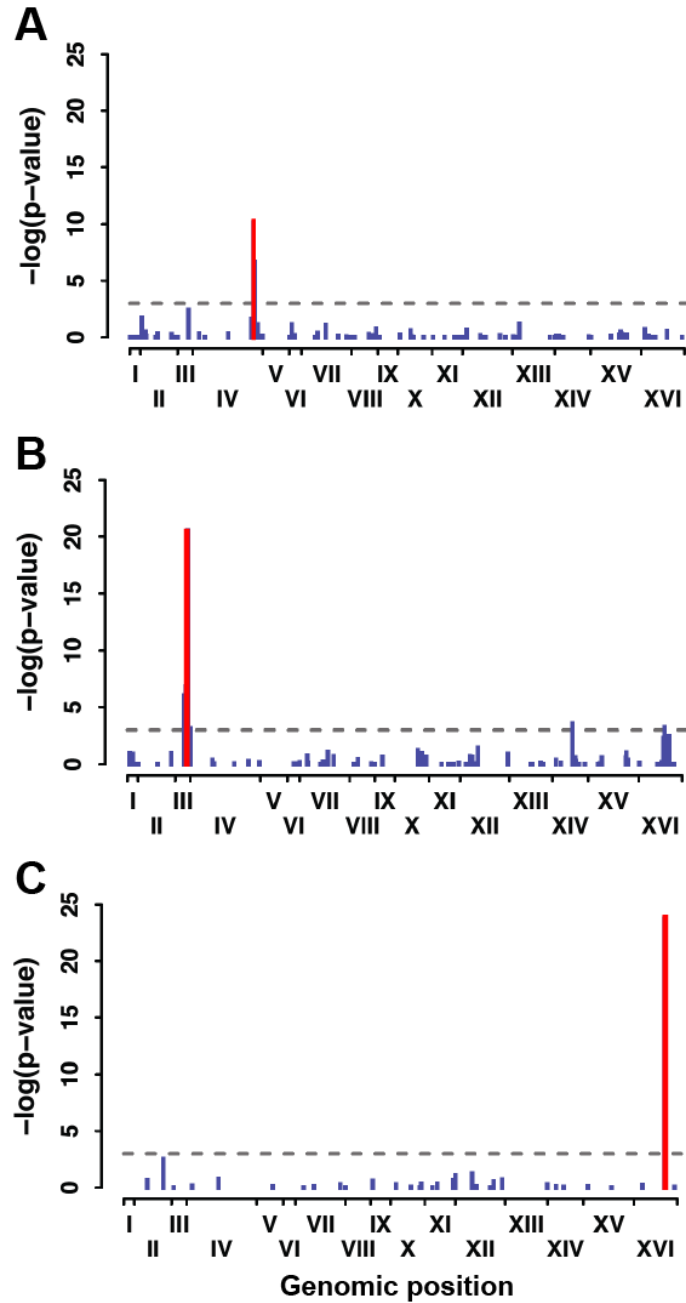 A
−log(p−value)
25
20
15
10
5
0
I III V VII IX XI XIII XV
II IV VI VIII X XII XIV XVI
B
−log(p−value)
25
20
15
10
5
0
I III V VII IX XI XIII XV
II IV VI VIII X XII XIV XVI
C
−log(p−value)
25
20
15
10
5
0
I III V VII IX XI XIII XV
II IV VI VIII X XII XIV XVI
Genomic position